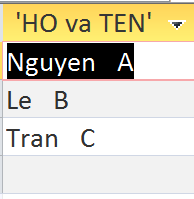 'HO va TEN'
Nguyen   A
Le   B
Tran   C